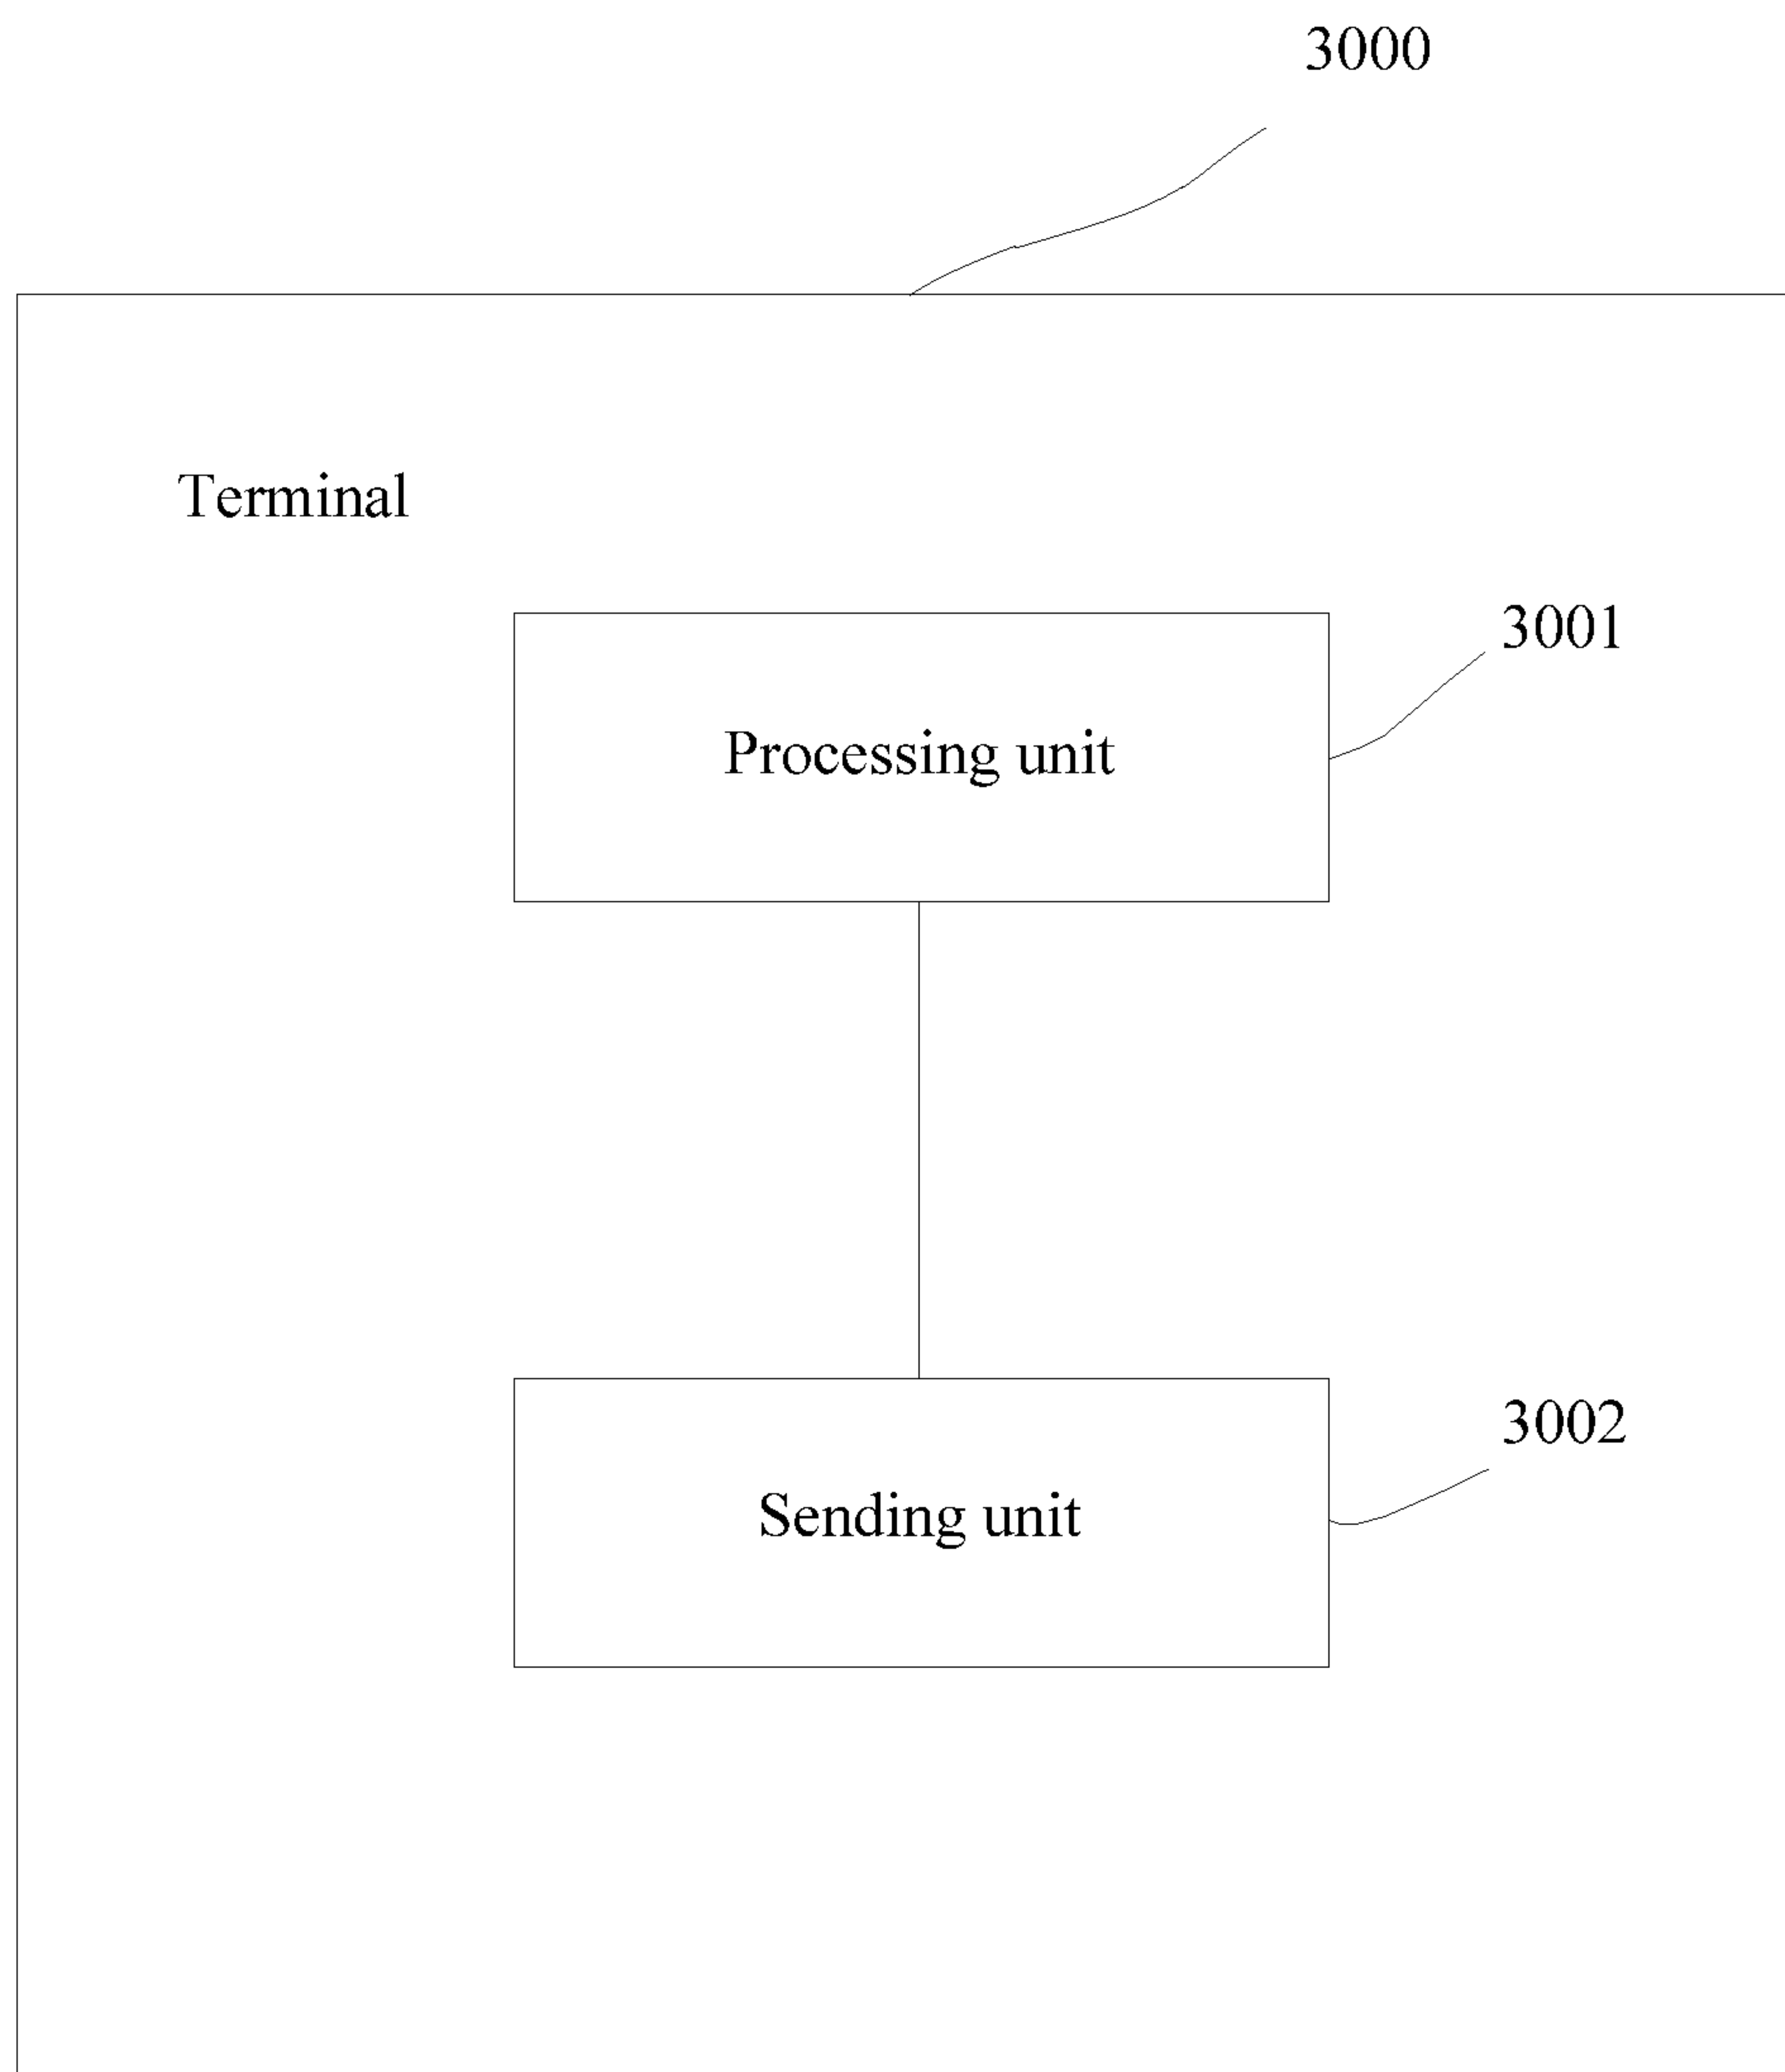 3000
Terminal
3001
Processing unit
3002
Sending unit